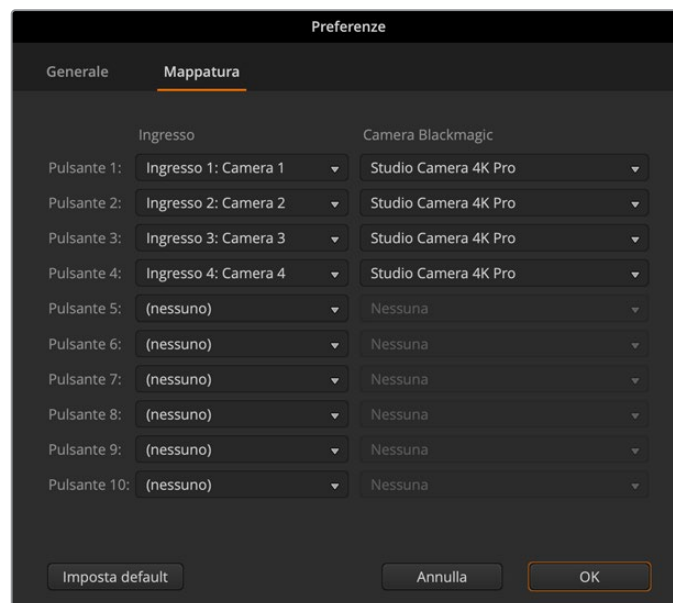 Preferenze
Generale Mappatura
Ingresso Camera Blackmagic
Pulsante 1: Ingresso 1: Camera 1 Studio Camera 4K Pro
Pulsante 2: Ingresso 2: Camera 2 Studio Camera 4K Pro
Pulsante 3: Ingresso 3: Camera 3 Studio Camera 4K Pro
Pulsante 4: Ingresso 4: Camera 4 Studio Camera 4K Pro
Pulsante 5: (nessuno) Nessuna
Pulsante 6: (nessuno) Nessuna
Pulsante 7: (nessuno) Nessuna
Pulsante 8: (nessuno) Nessuna
Pulsante 9: (nessuno) Nessuna
Pulsante 10: (nessuno) Nessuna
Imposta default Annulla OK